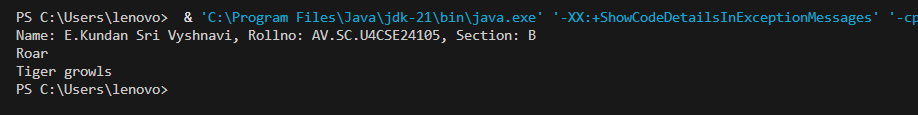 PS C:\Users\lenovo>  & 'C:\Program Files\Java\jdk-21\bin\java.exe' '-XX:+ShowCodeDetailsInExceptionMessages' '-cp
Name: E.Kundan Sri Vyshnavi, Rollno: AV.SC.U4CSE24105, Section: B
Roar
Tiger growls
PS C:\Users\lenovo>